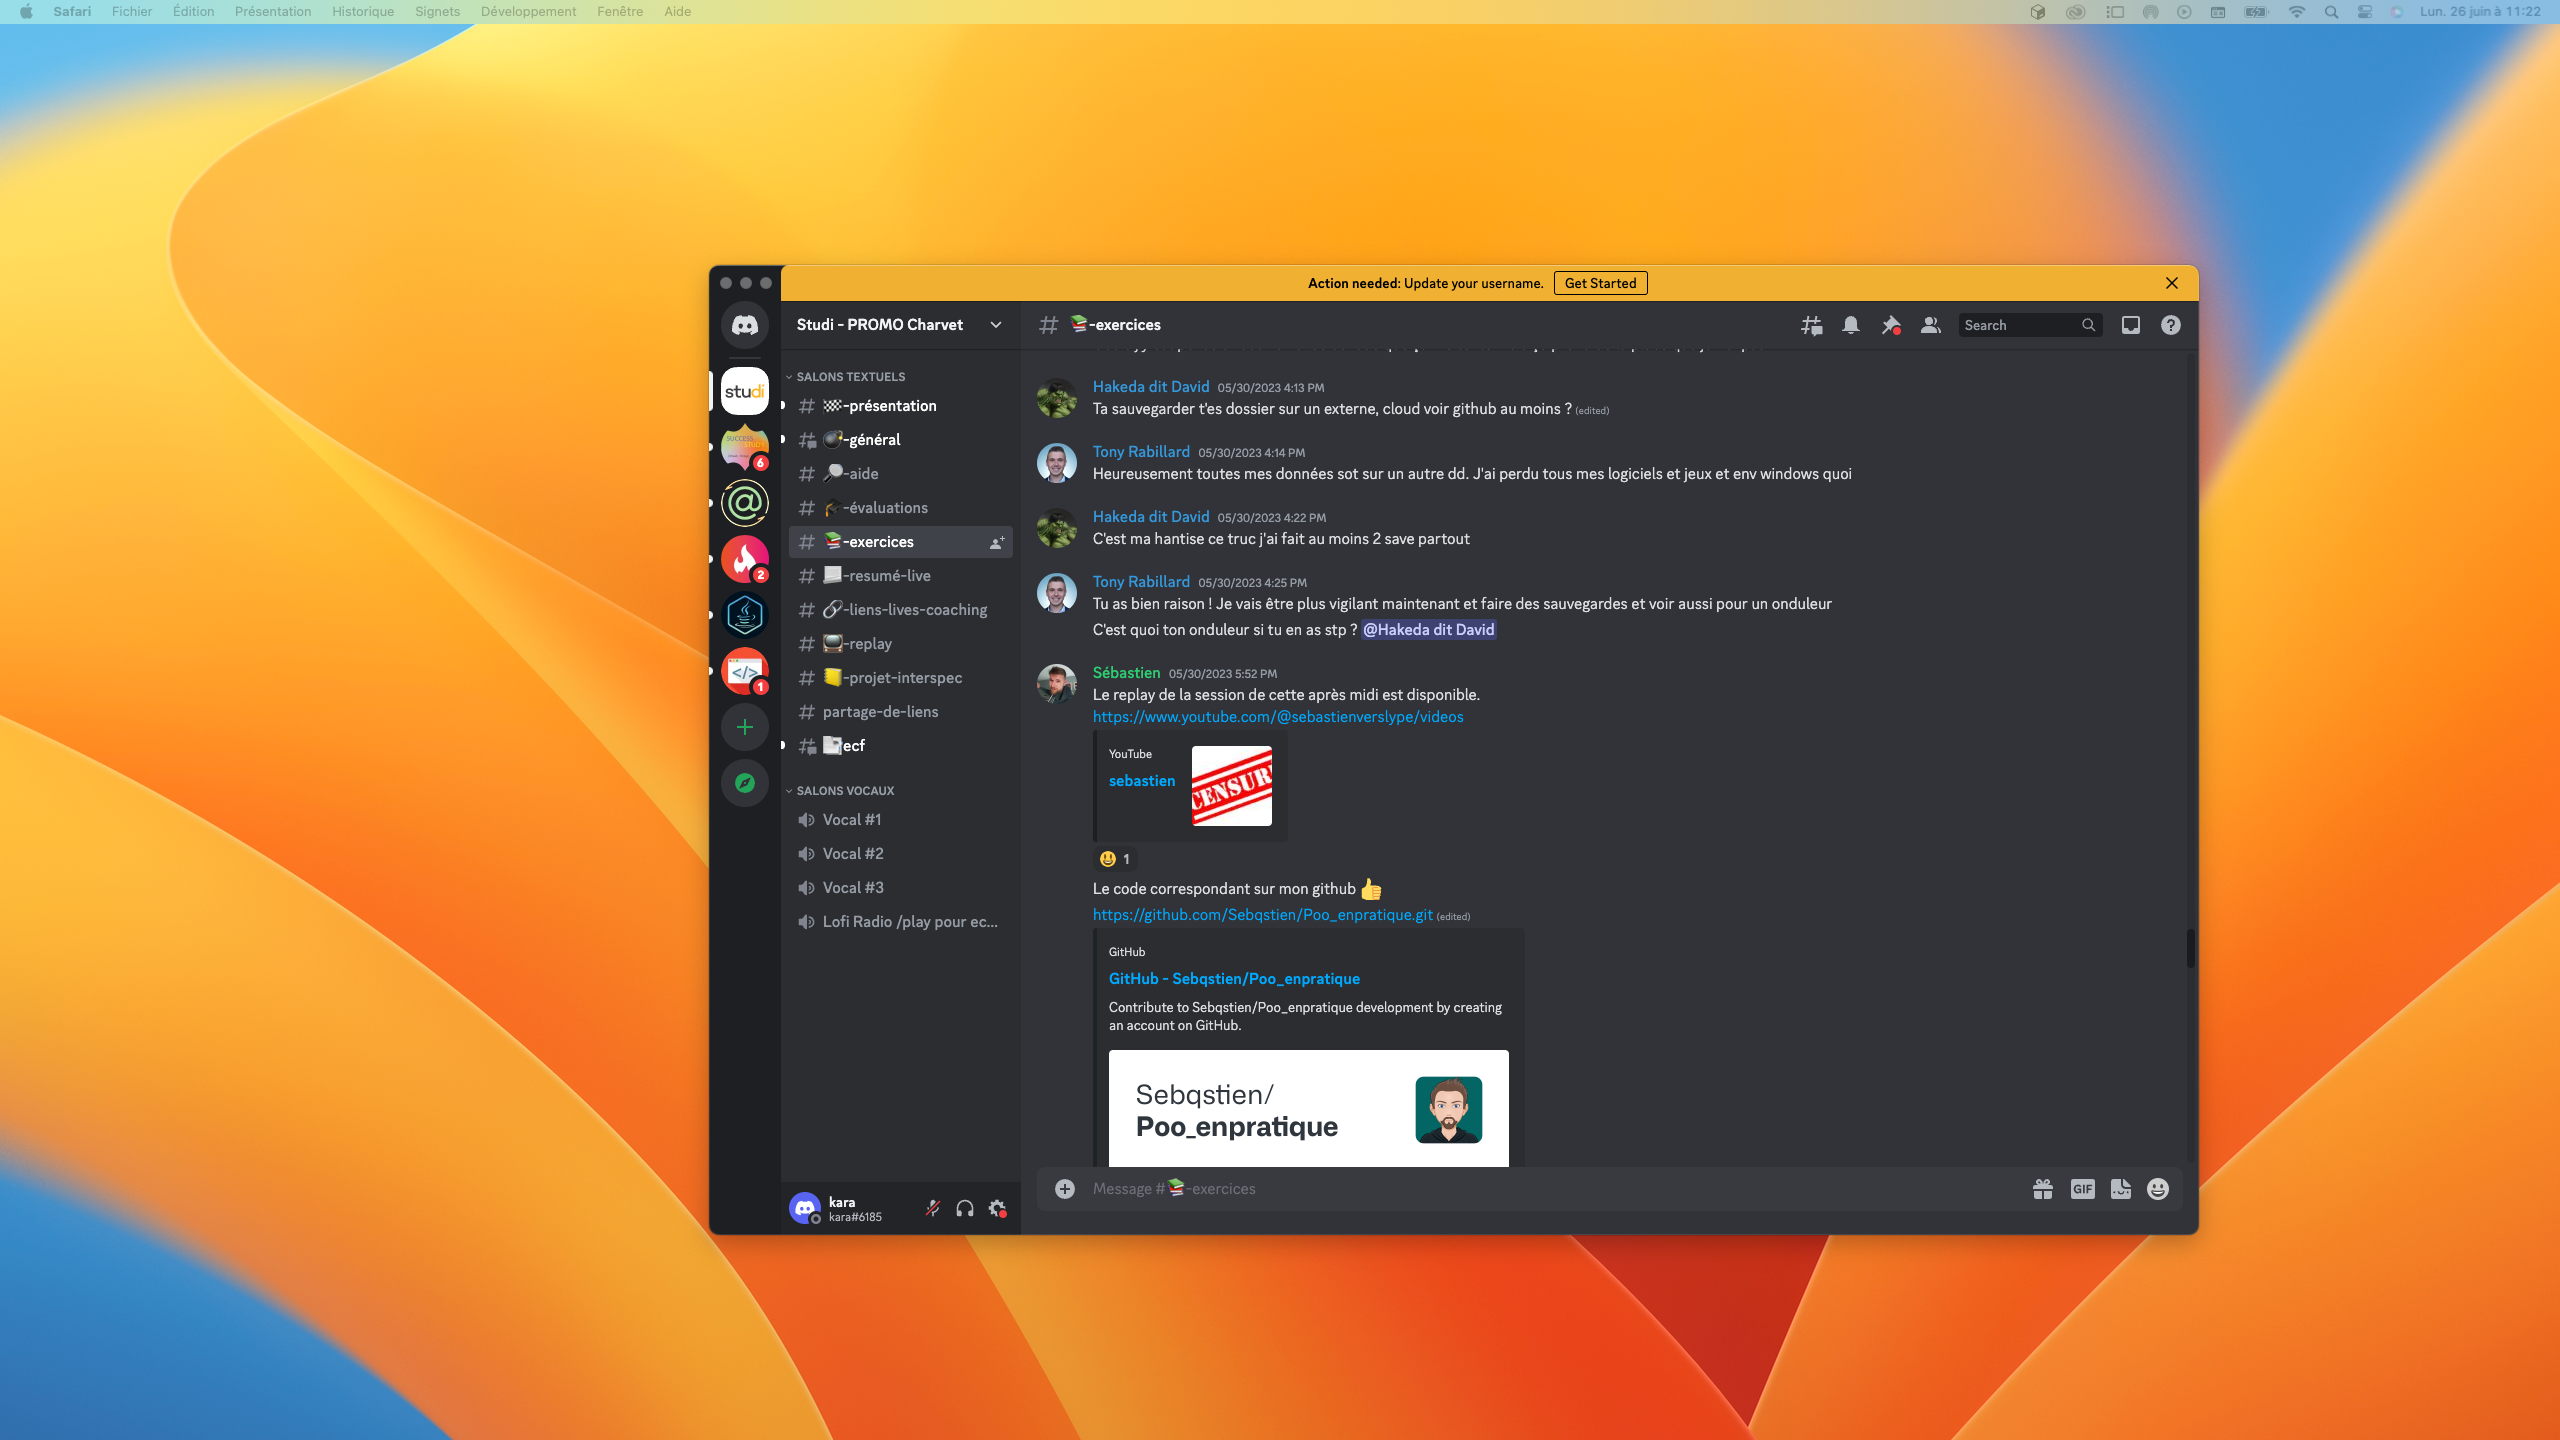 Safari Fichier Édition Présentation Historique Signets Développement Fenêtre Aide
Lun. 26 juin à 11:22
Action needed: Update your username. Get Started
Studi - PROMO Charvet
-exercices
Search
studi
SUCCESS
6
2
1
SALONS TEXTUELS
-présentation
-général
-aide
-évaluations
-exercices
-resumé-live
-liens-lives-coaching
-replay
-projet-interspec
partage-de-liens
ecf
SALONS VOCAUX
Vocal #1
Vocal #2
Vocal #3
Lofi Radio /play pour ec...
kara
kara#6185
Hakeda dit David 05/30/2023 4:13 PM
Ta sauvegarder t'es dossier sur un externe, cloud voir github au moins ? (edited)
Tony Rabillard 05/30/2023 4:14 PM
Heureusement toutes mes données sot sur un autre dd. J'ai perdu tous mes logiciels et jeux et env windows quoi
Hakeda dit David 05/30/2023 4:22 PM
C'est ma hantise ce truc j'ai fait au moins 2 save partout
Tony Rabillard 05/30/2023 4:25 PM
Tu as bien raison ! Je vais être plus vigilant maintenant et faire des sauvegardes et voir aussi pour un onduleur
C'est quoi ton onduleur si tu en as stp ? @Hakeda dit David
Sébastien 05/30/2023 5:52 PM
Le replay de la session de cette après midi est disponible.
https://www.youtube.com/@sebastienverslype/videos
YouTube
sebastien
CENSUR
1
Le code correspondant sur mon github 👍
https://github.com/Sebqstien/Poo_enpratique.git (edited)
GitHub
GitHub - Sebqstien/Poo_enpratique
Contribute to Sebqstien/Poo_enpratique development by creating
an account on GitHub.
Sebqstien/
Poo_enpratique
Message #📚-exercices
GIF